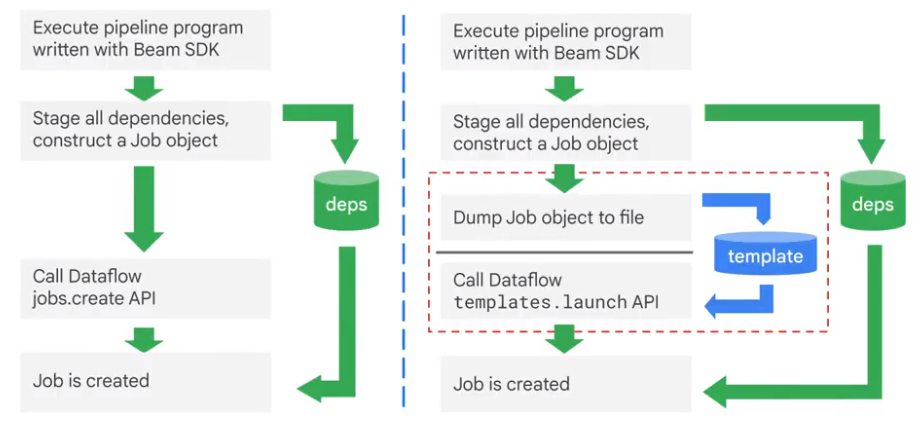 Execute pipeline program
written with Beam SDK
Stage all dependencies,
construct a Job object
deps
Call Dataflow
jobs.create API
Job is created
Execute pipeline program
written with Beam SDK
Stage all dependencies,
construct a Job object
deps
Dump Job object to file
template
Call Dataflow
templates.launch API
Job is created